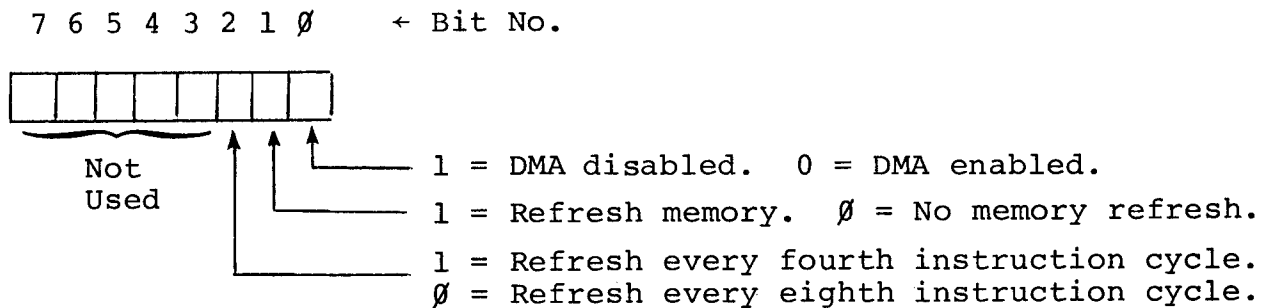 7 6 5 4 3 2 1 Ø ← Bit No.
Not
Used
1 = DMA disabled. 0 = DMA enabled.
1 = Refresh memory. Ø = No memory refresh.
1 = Refresh every fourth instruction cycle.
Ø = Refresh every eighth instruction cycle.